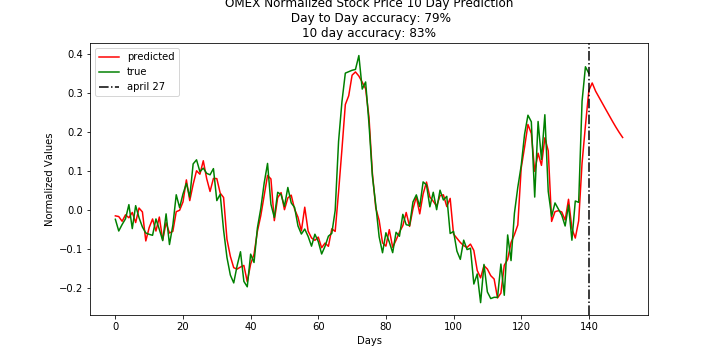 OMEX Normalized Stock Price 10 Day Prediction
Day to Day accuracy: 79%
10 day accuracy: 83%
predicted
true
april 27
0.4
0.3
0.2
0.1
0.0
−0.1
−0.2
Normalized Values
0
20
40
60
80
100
120
140
Days